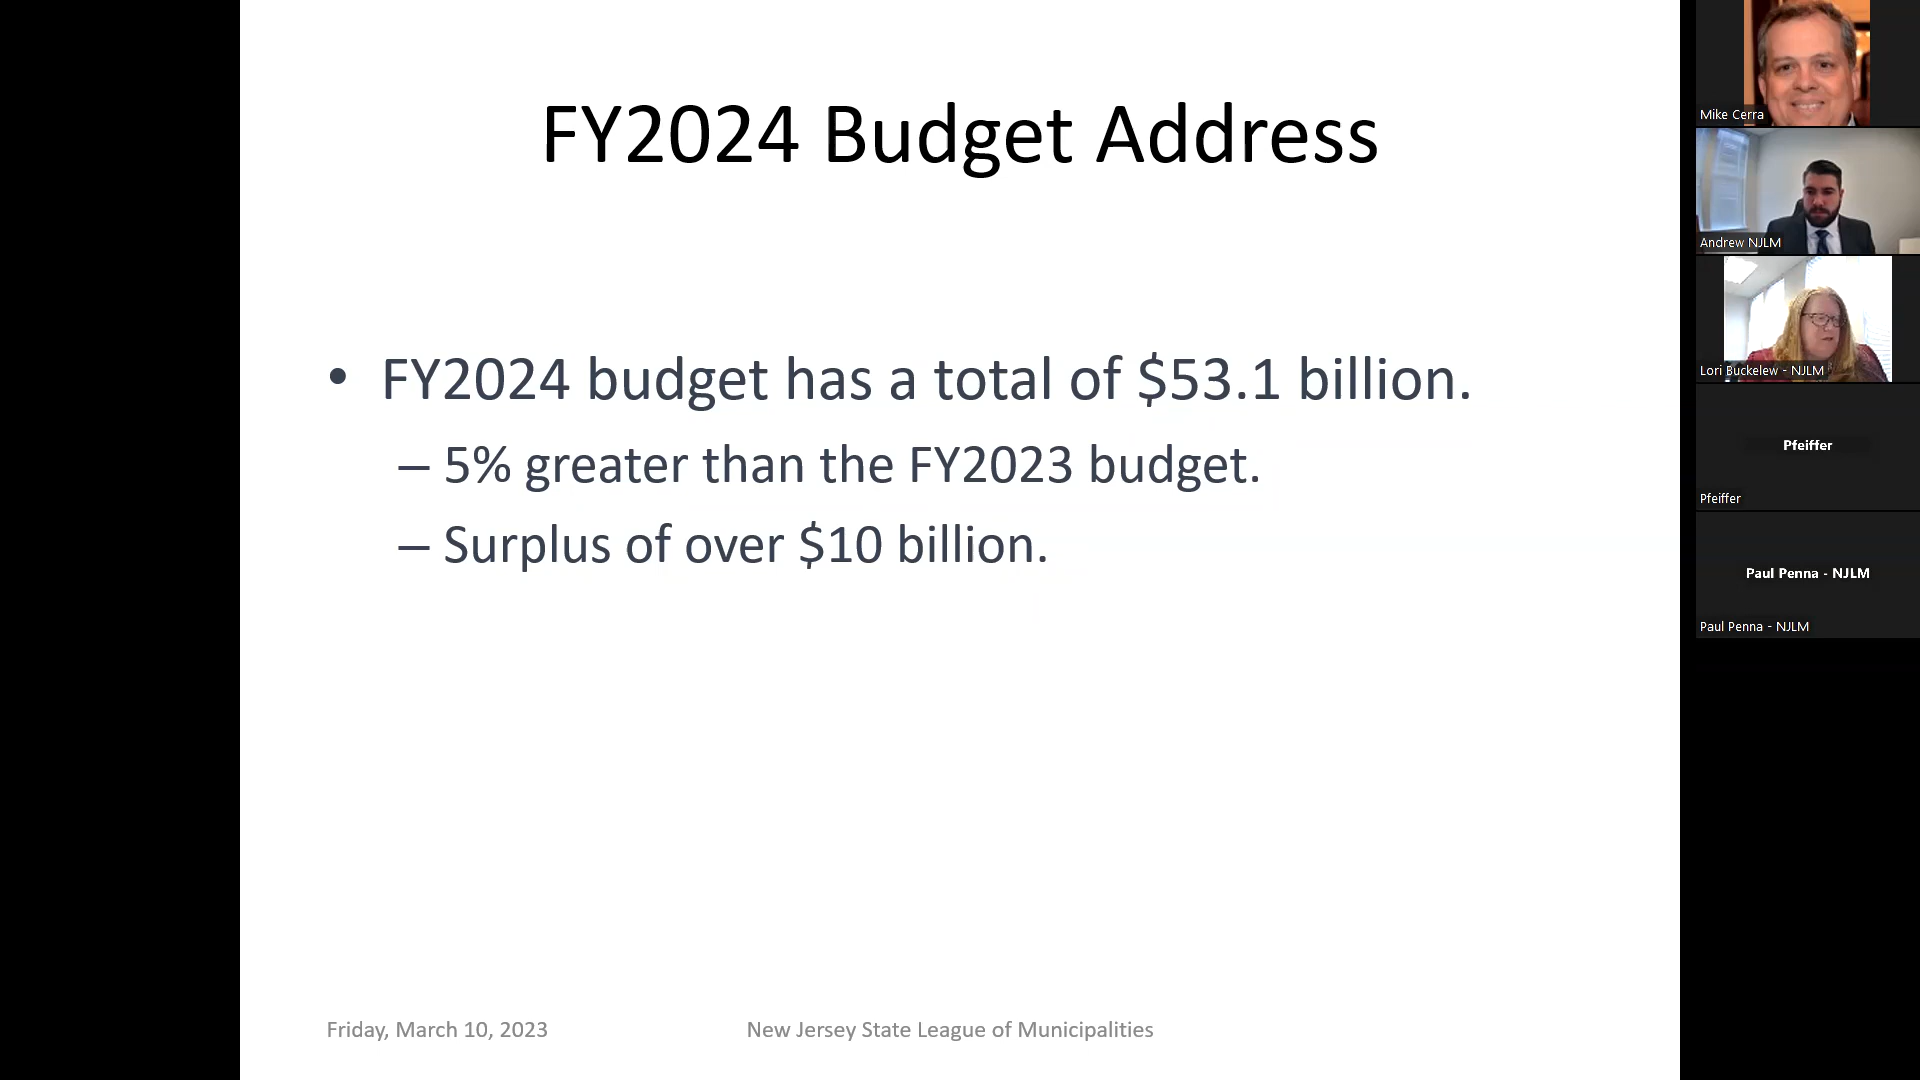 FY2024 Budget Address
• FY2024 budget has a total of $53.1 billion.
– 5% greater than the FY2023 budget.
– Surplus of over $10 billion.
Friday, March 10, 2023
New Jersey State League of Municipalities
Mike Cerra
Andrew NJLM
Lori Buckelew - NJLM
Pfeiffer
Pfeiffer
Paul Penna - NJLM
Paul Penna - NJLM